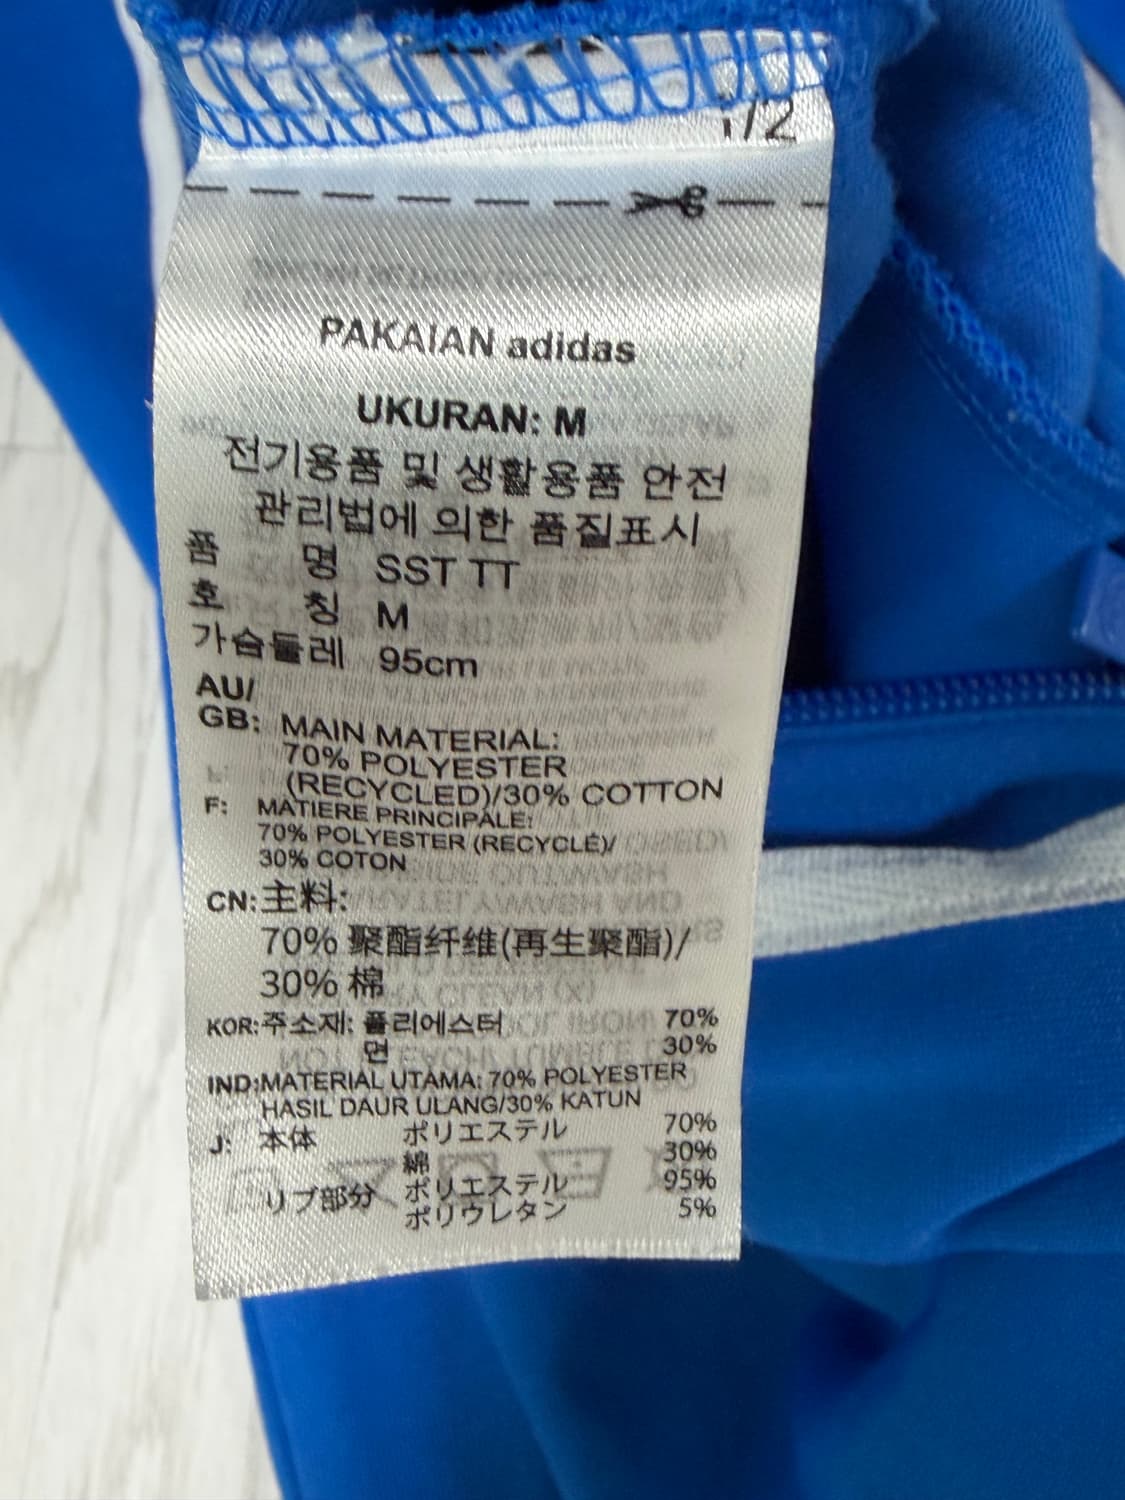 1/2
PAKAIAN adidas
UKURAN: M
전기용품 및 생활용품 안전
관리법에 의한 품질표시
품 명 SST TT
호 칭 M
가슴둘레 95cm
AU/
GB: MAIN MATERIAL:
70% POLYESTER
(RECYCLED)/30% COTTON
F: MATIERE PRINCIPALE:
70% POLYESTER (RECYCLÉ)/
30% COTON
CN:主料:
70% 聚酯纤维(再生聚酯)/
30% 棉
KOR:주소재: 폴리에스터 70%
면 30%
IND:MATERIAL UTAMA: 70% POLYESTER
HASIL DAUR ULANG/30% KATUN
J: 本体 ポリエステル 70%
綿 30%
リブ部分 ポリエステル 95%
ポリウレタン 5%